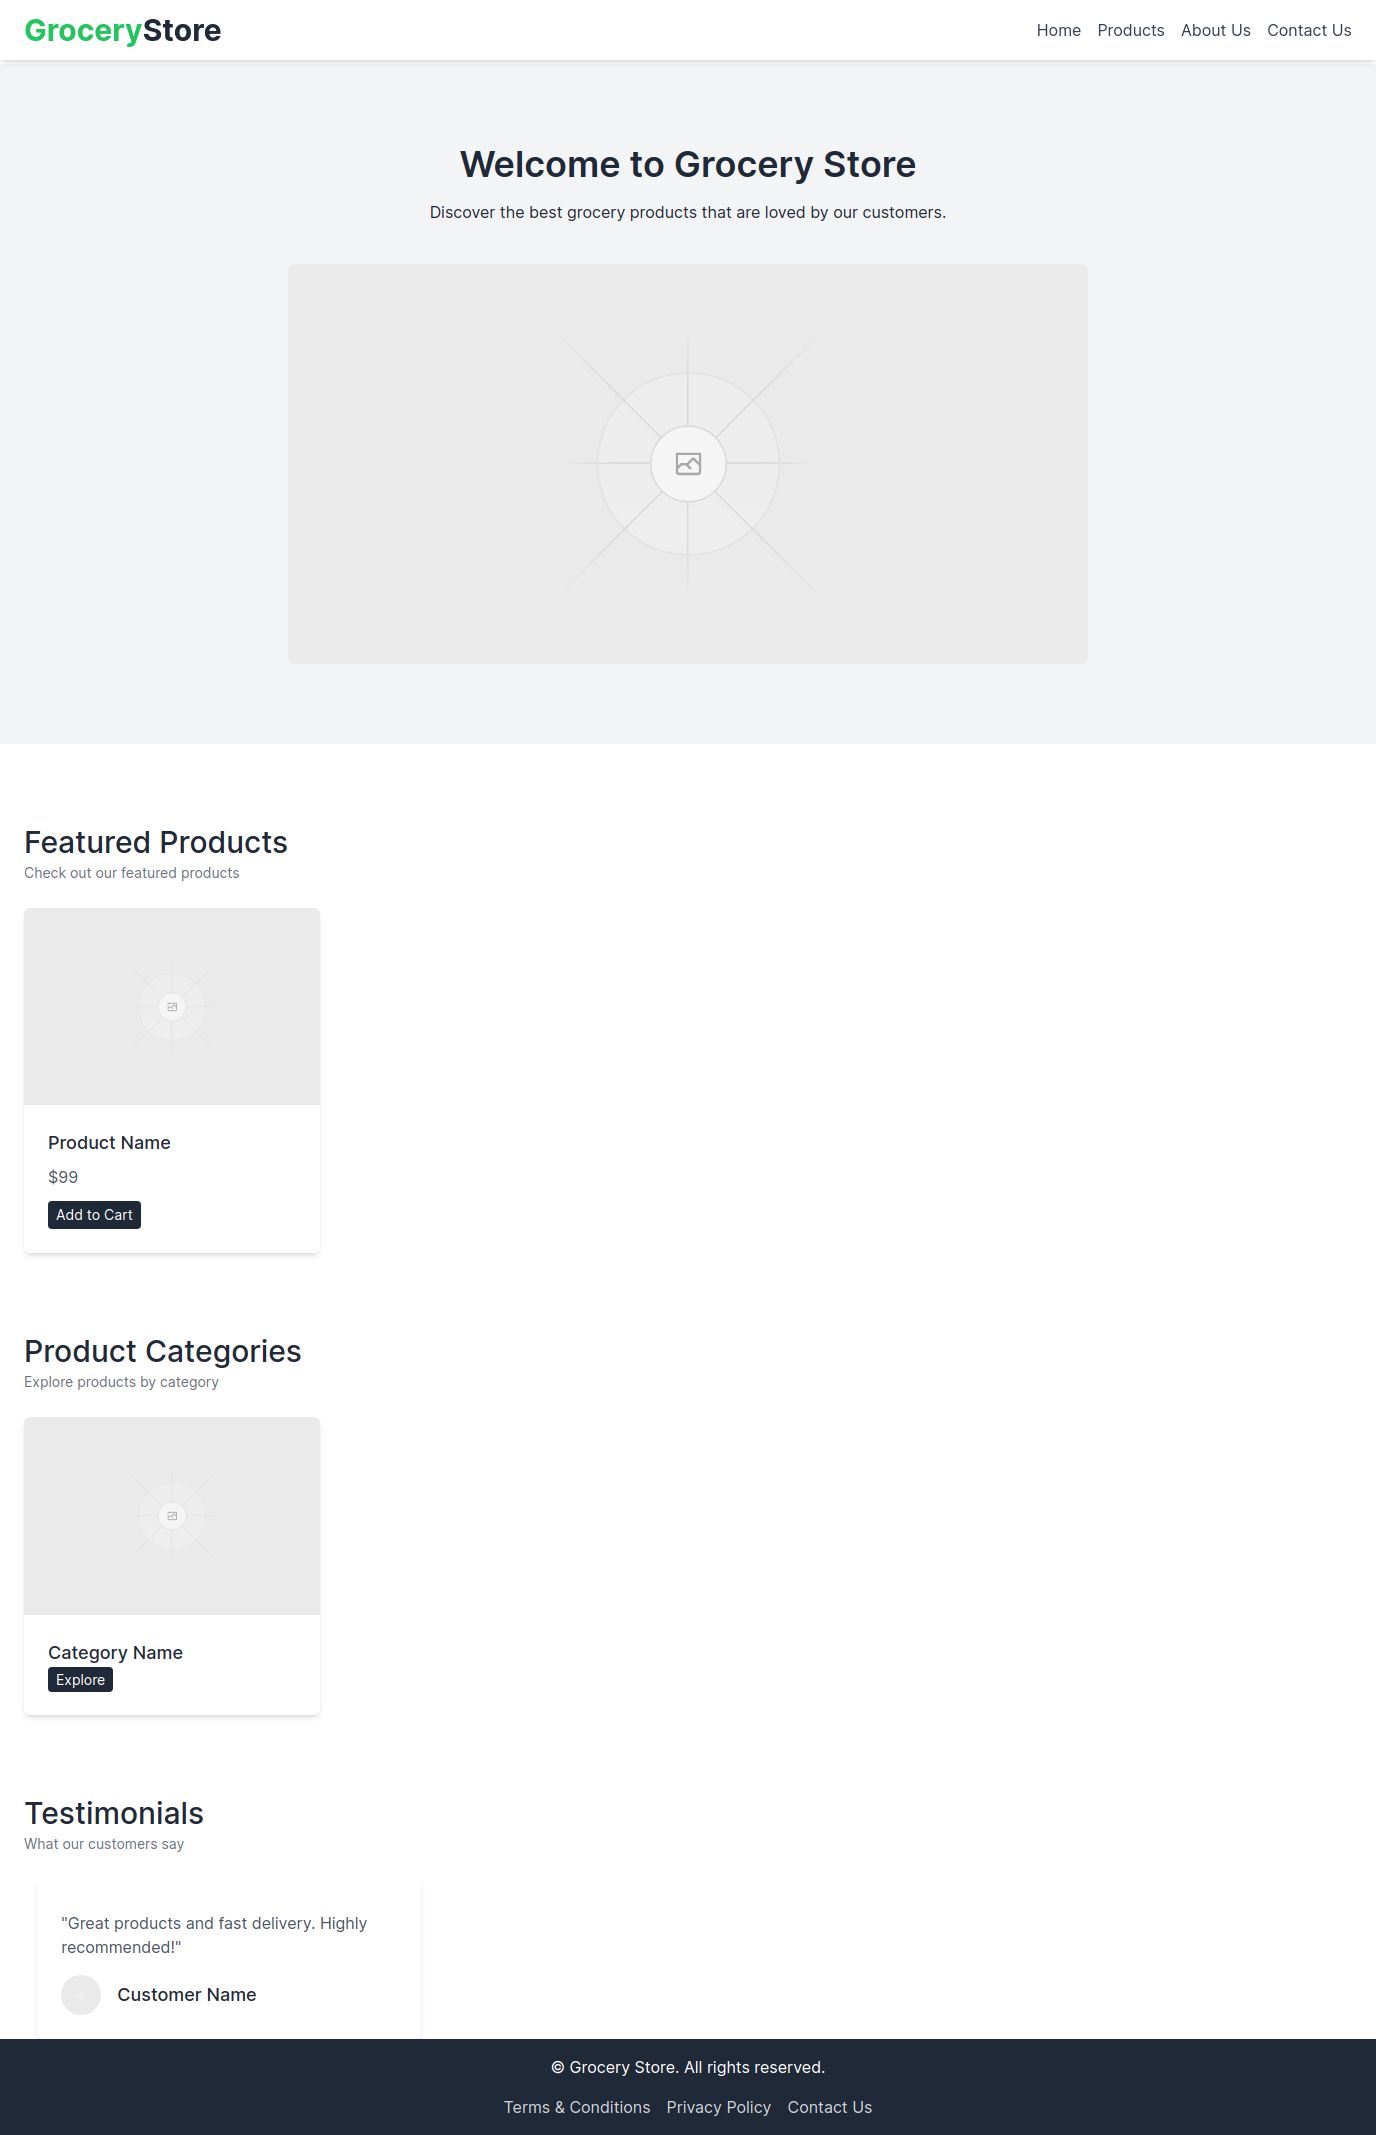 GroceryStore
Home Products About Us Contact Us
Welcome to Grocery Store
Discover the best grocery products that are loved by our customers.
Featured Products
Check out our featured products
Product Name
$99
Add to Cart
Product Categories
Explore products by category
Category Name
Explore
Testimonials
What our customers say
"Great products and fast delivery. Highly
recommended!"
Customer Name
© Grocery Store. All rights reserved.
Terms & Conditions Privacy Policy Contact Us